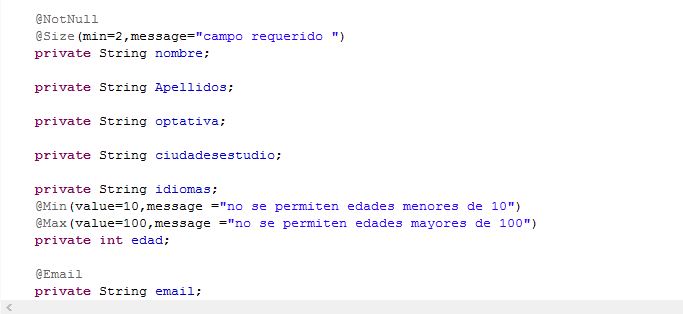 @NotNull
@Size(min=2,message="campo requerido ")
private String nombre;
private String Apellidos;
private String optativa;
private String ciudadesestudio;
private String idiomas;
@Min(value=10,message ="no se permiten edades menores de 10")
@Max(value=100,message ="no se permiten edades mayores de 100")
private int edad;
@Email
private String email;